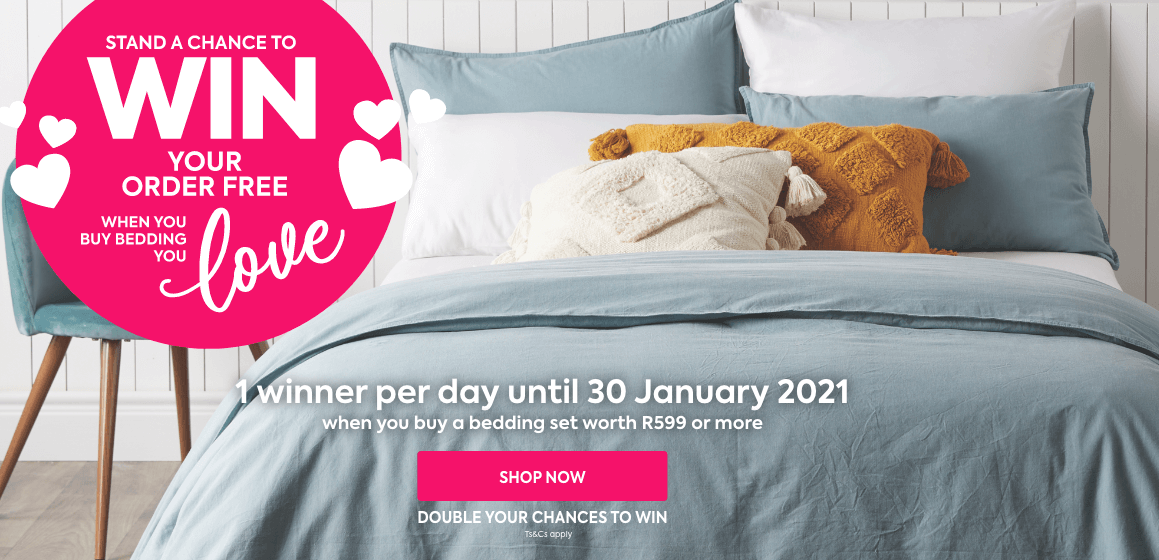 STAND A CHANCE TO
WIN
YOUR
ORDER FREE
WHEN YOU
BUY BEDDING
YOU
love
1 winner per day until 30 January 2021
when you buy a bedding set worth R599 or more
SHOP NOW
DOUBLE YOUR CHANCES TO WIN
Ts&Cs apply